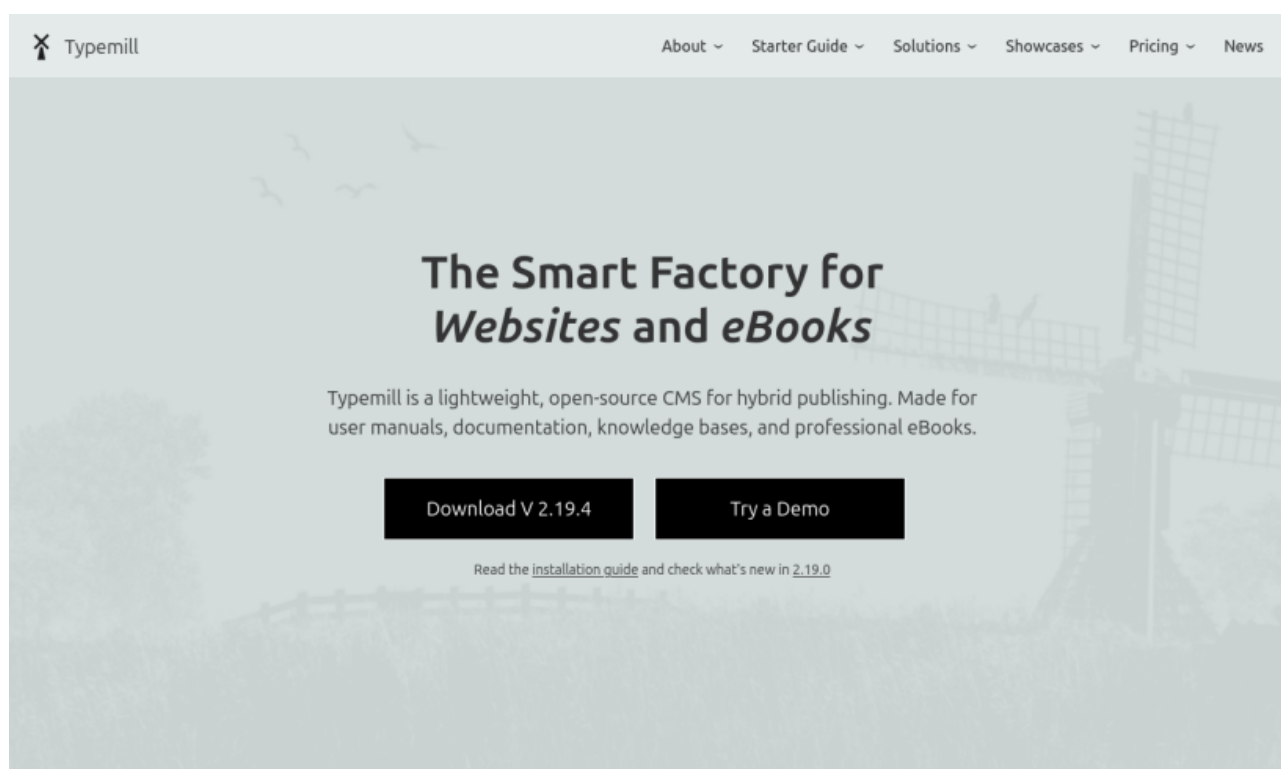 Typemill
About Starter Guide Solutions Showcases Pricing News
The Smart Factory for
Websites and eBooks
Typemill is a lightweight, open-source CMS for hybrid publishing. Made for
user manuals, documentation, knowledge bases, and professional eBooks.
Download V 2.19.4
Try a Demo
Read the installation guide and check what's new in 2.19.0